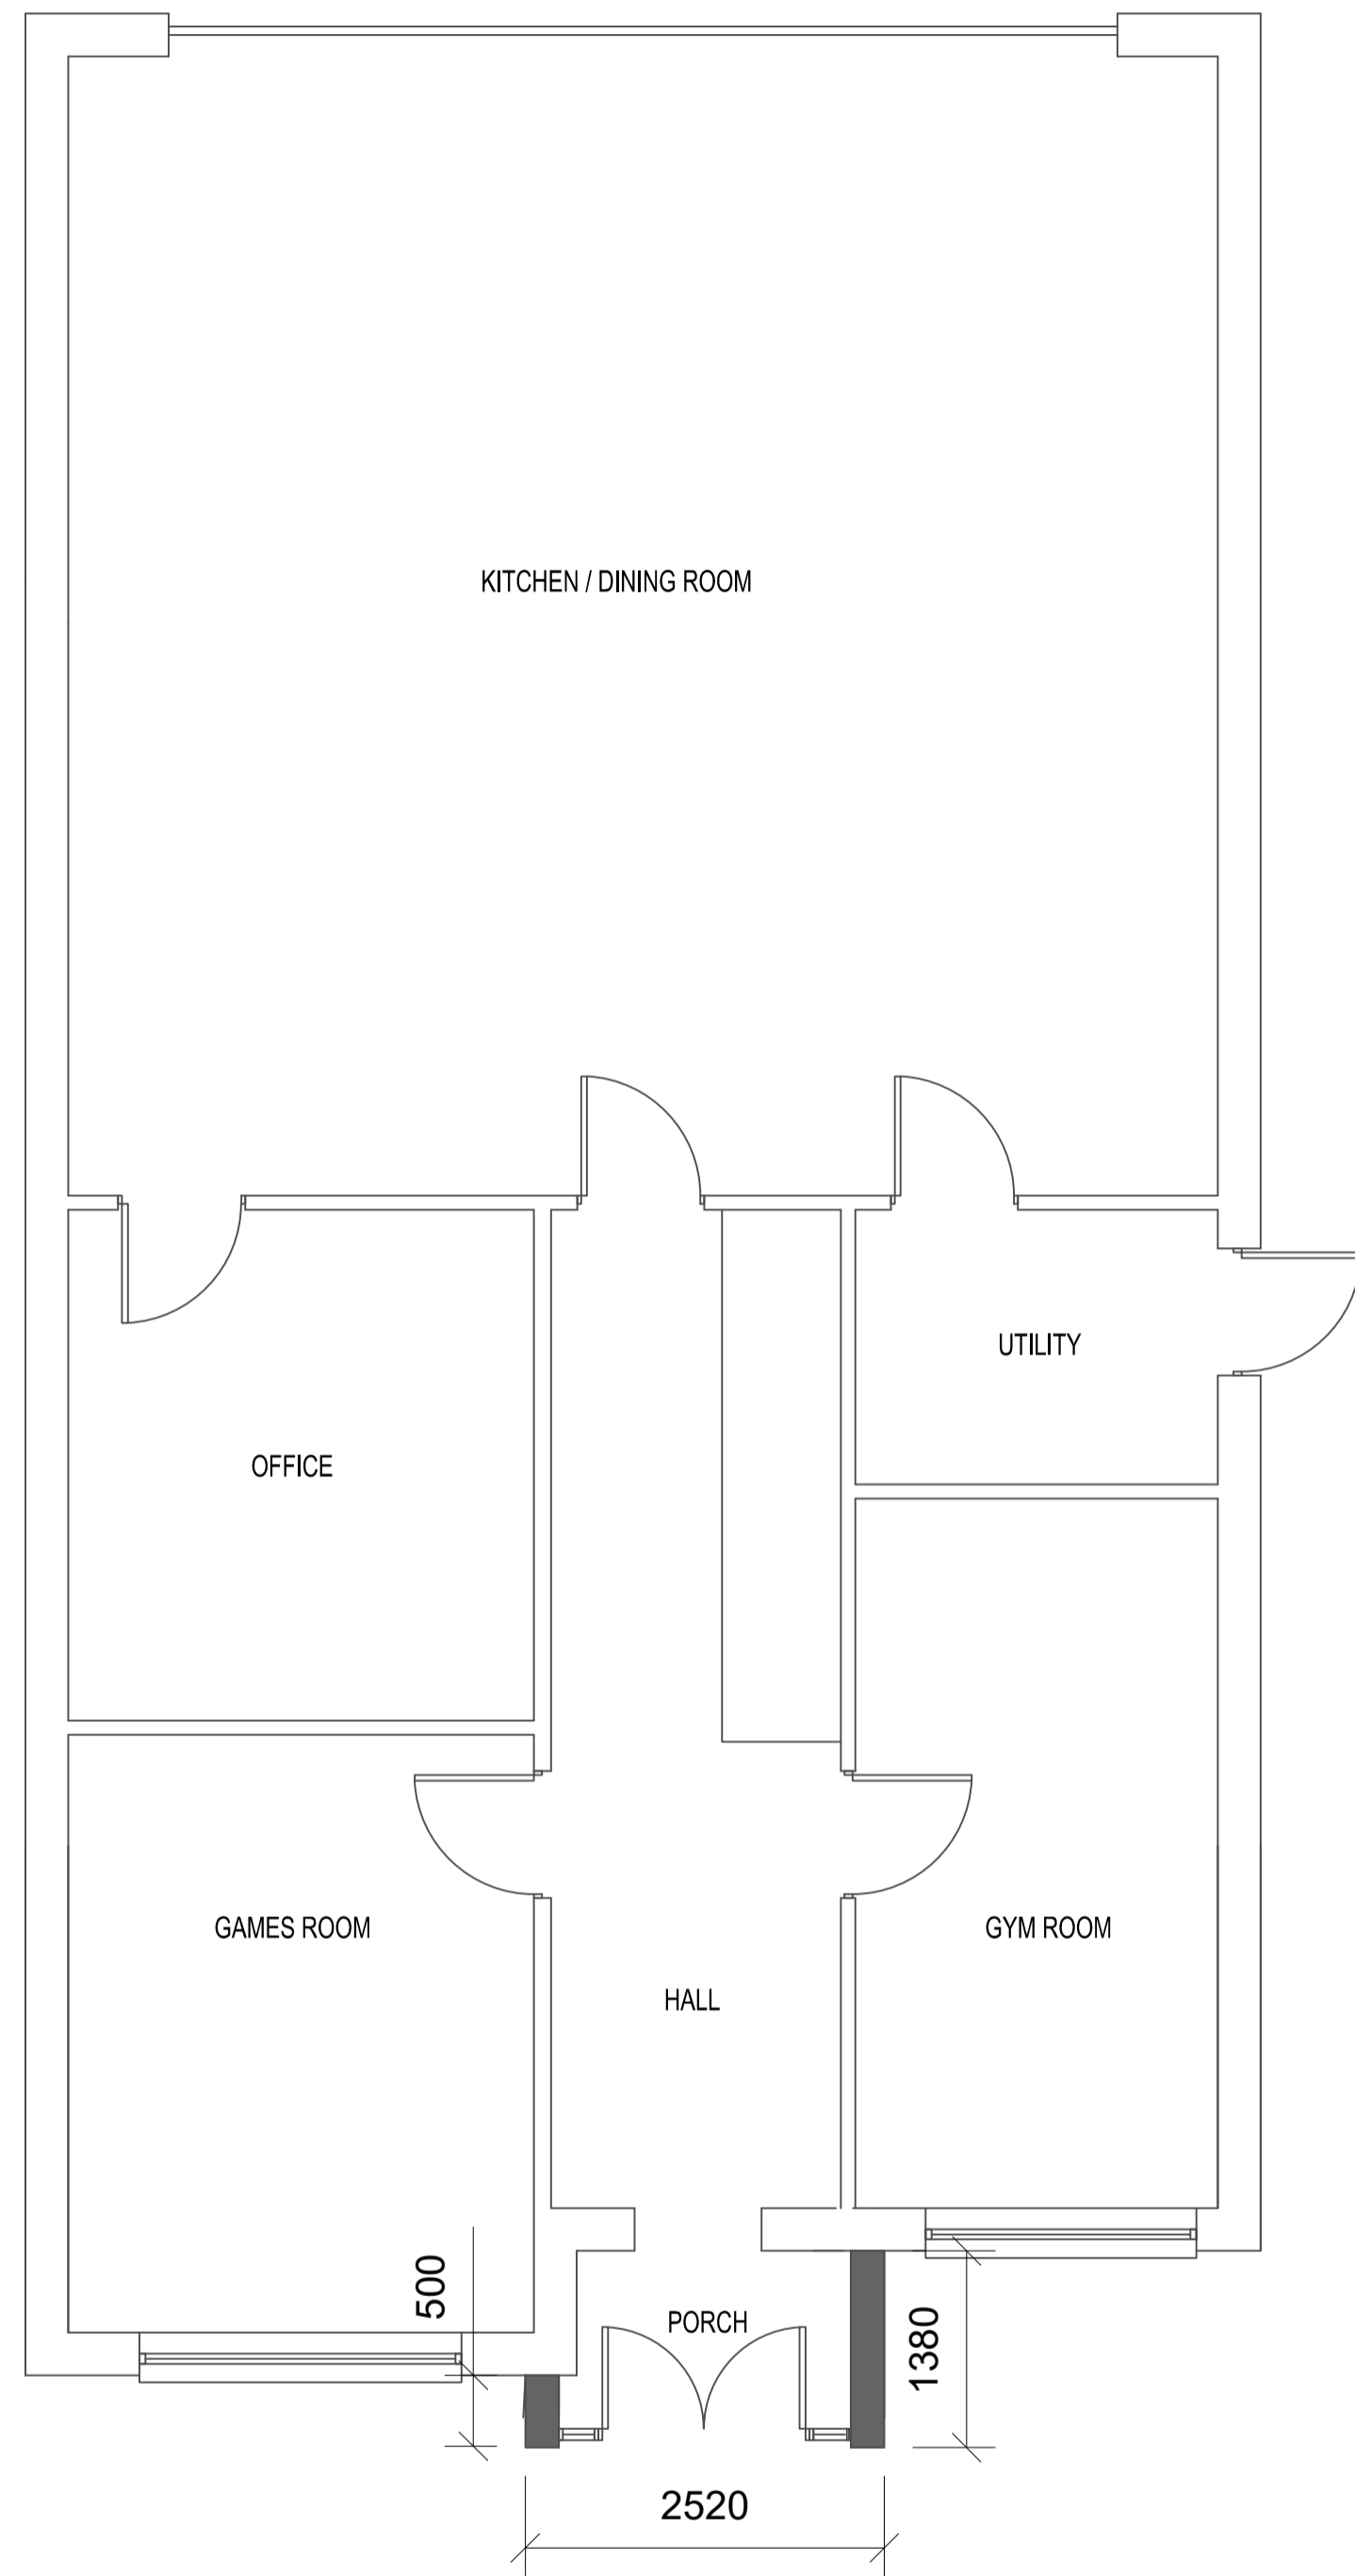 KITCHEN / DINING ROOM
UTILITY
OFFICE
GAMES ROOM
GYM ROOM
HALL
500
PORCH
1380
2520